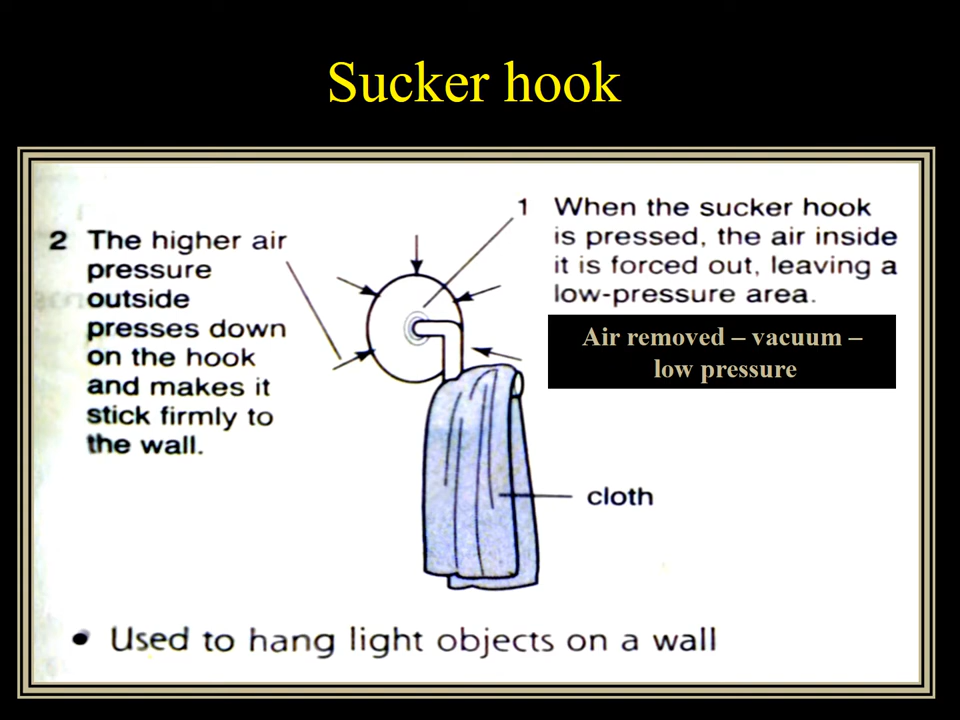 Sucker hook
1 When the sucker hook
is pressed, the air inside
it is forced out, leaving a
low-pressure area.
Air removed – vacuum –
low pressure
2 The higher air
pressure
outside
presses down
on the hook
and makes it
stick firmly to
the wall.
cloth
• Used to hang light objects on a wall